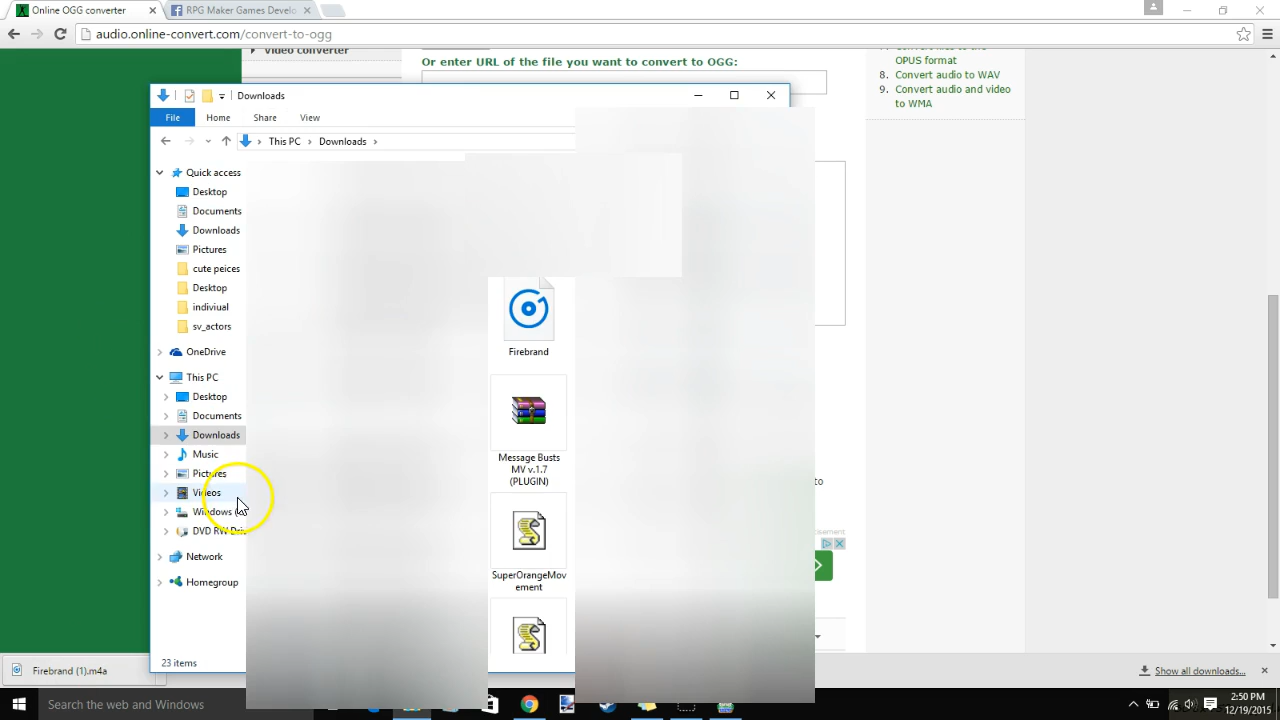 Online OGG converter
RPG Maker Games Develo
audio.online-convert.com/convert-to-ogg
Video converter
Or enter URL of the file you want to convert to OGG:
OPUS format
8. Convert audio to WAV
9. Convert audio and video
to WMA
Downloads
File Home Share View
This PC > Downloads >
Quick access
Desktop
Documents
Downloads
Pictures
cute peices
Desktop
indiviual
sv_actors
OneDrive
This PC
Desktop
Documents
Downloads
Music
Pictures
Videos
Windows (
DVD RW Driv
Network
Homegroup
23 items
Firebrand
Message Busts
MV v.1.7
(PLUGIN)
SuperOrangeMov
ement
to
Firebrand (1).m4a
Show all downloads...
Search the web and Windows
2:50 PM
12/19/2015